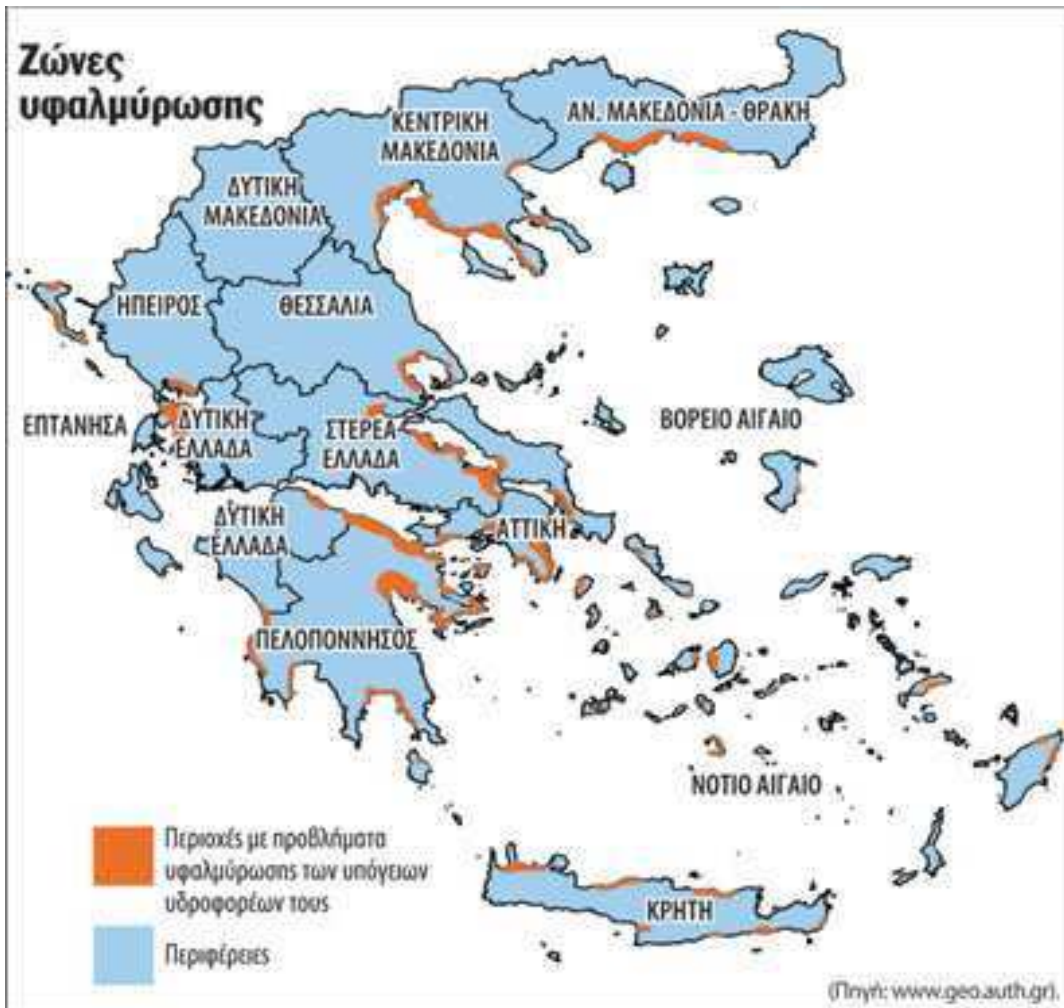 Ζώνες
υφαλμύρωσης
ΑΝ. ΜΑΚΕΔΟΝΙΑ - ΘΡΑΚΗ
ΚΕΝΤΡΙΚΗ
ΜΑΚΕΔΟΝΙΑ
ΔΥΤΙΚΗ
ΜΑΚΕΔΟΝΙΑ
ΗΠΕΙΡΟΣ
ΘΕΣΣΑΛΙΑ
ΕΠΤΑΝΗΣΑ
ΔΥΤΙΚΗ
ΕΛΛΑΔΑ
ΣΤΕΡΕΑ
ΕΛΛΑΔΑ
ΒΟΡΕΙΟ ΑΙΓΑΙΟ
ΔΥΤΙΚΗ
ΕΛΛΑΔΑ
ΑΤΤΙΚΗ
ΠΕΛΟΠΟΝΝΗΣΟΣ
ΝΟΤΙΟ ΑΙΓΑΙΟ
ΚΡΗΤΗ
Περιοχές με προβλήματα
υφαλμύρωσης των υπόγειων
υδροφορέων τους
Περιφέρειες
(Πηγή: www.geo.auth.gr)